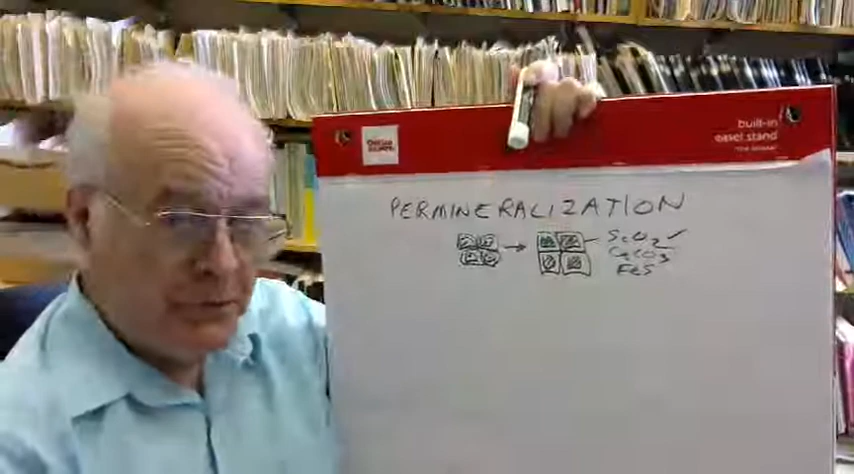 built-in
easel stand
PERMINERALIZATION
SiO2 ✓
CaCO3
FeS